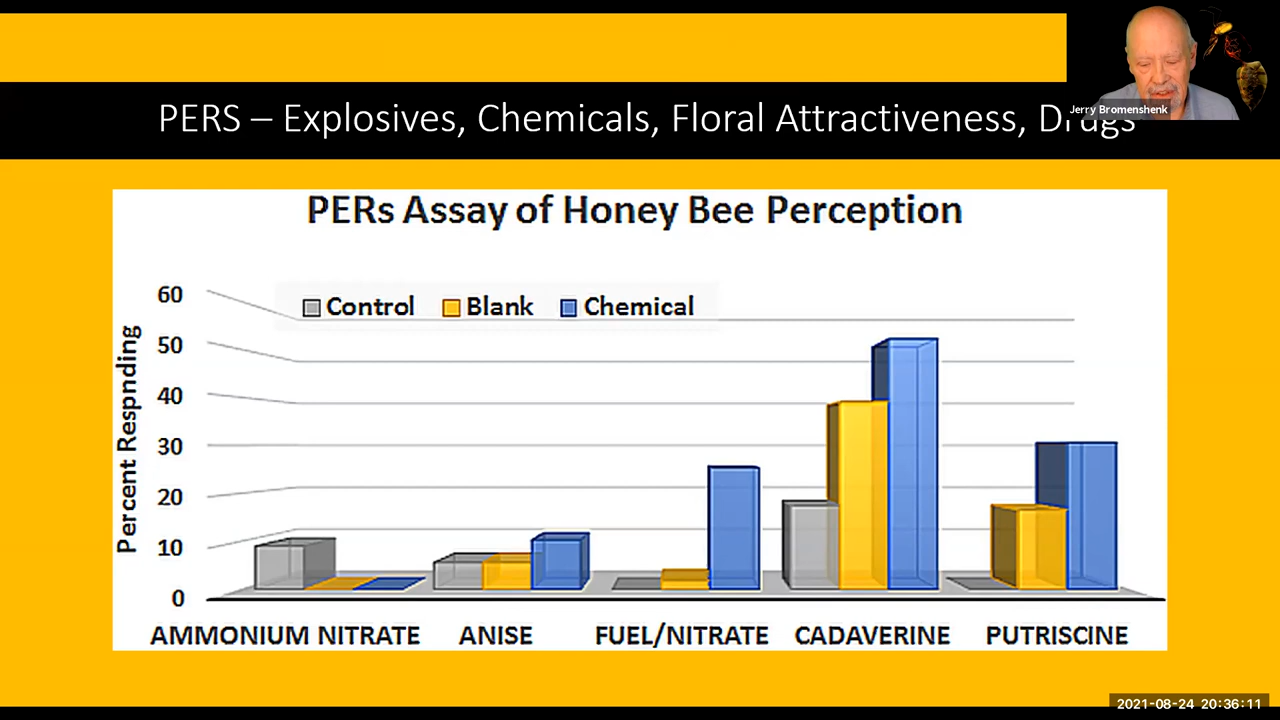 PERS – Explosives, Chemicals, Floral Attractiveness, Drugs
Jerry Bromenshenk
PERs Assay of Honey Bee Perception
Control Blank Chemical
Percent Respnding
60
50
40
30
20
10
0
AMMONIUM NITRATE ANISE FUEL/NITRATE CADAVERINE PUTRISCINE
2021-08-24 20:36:11